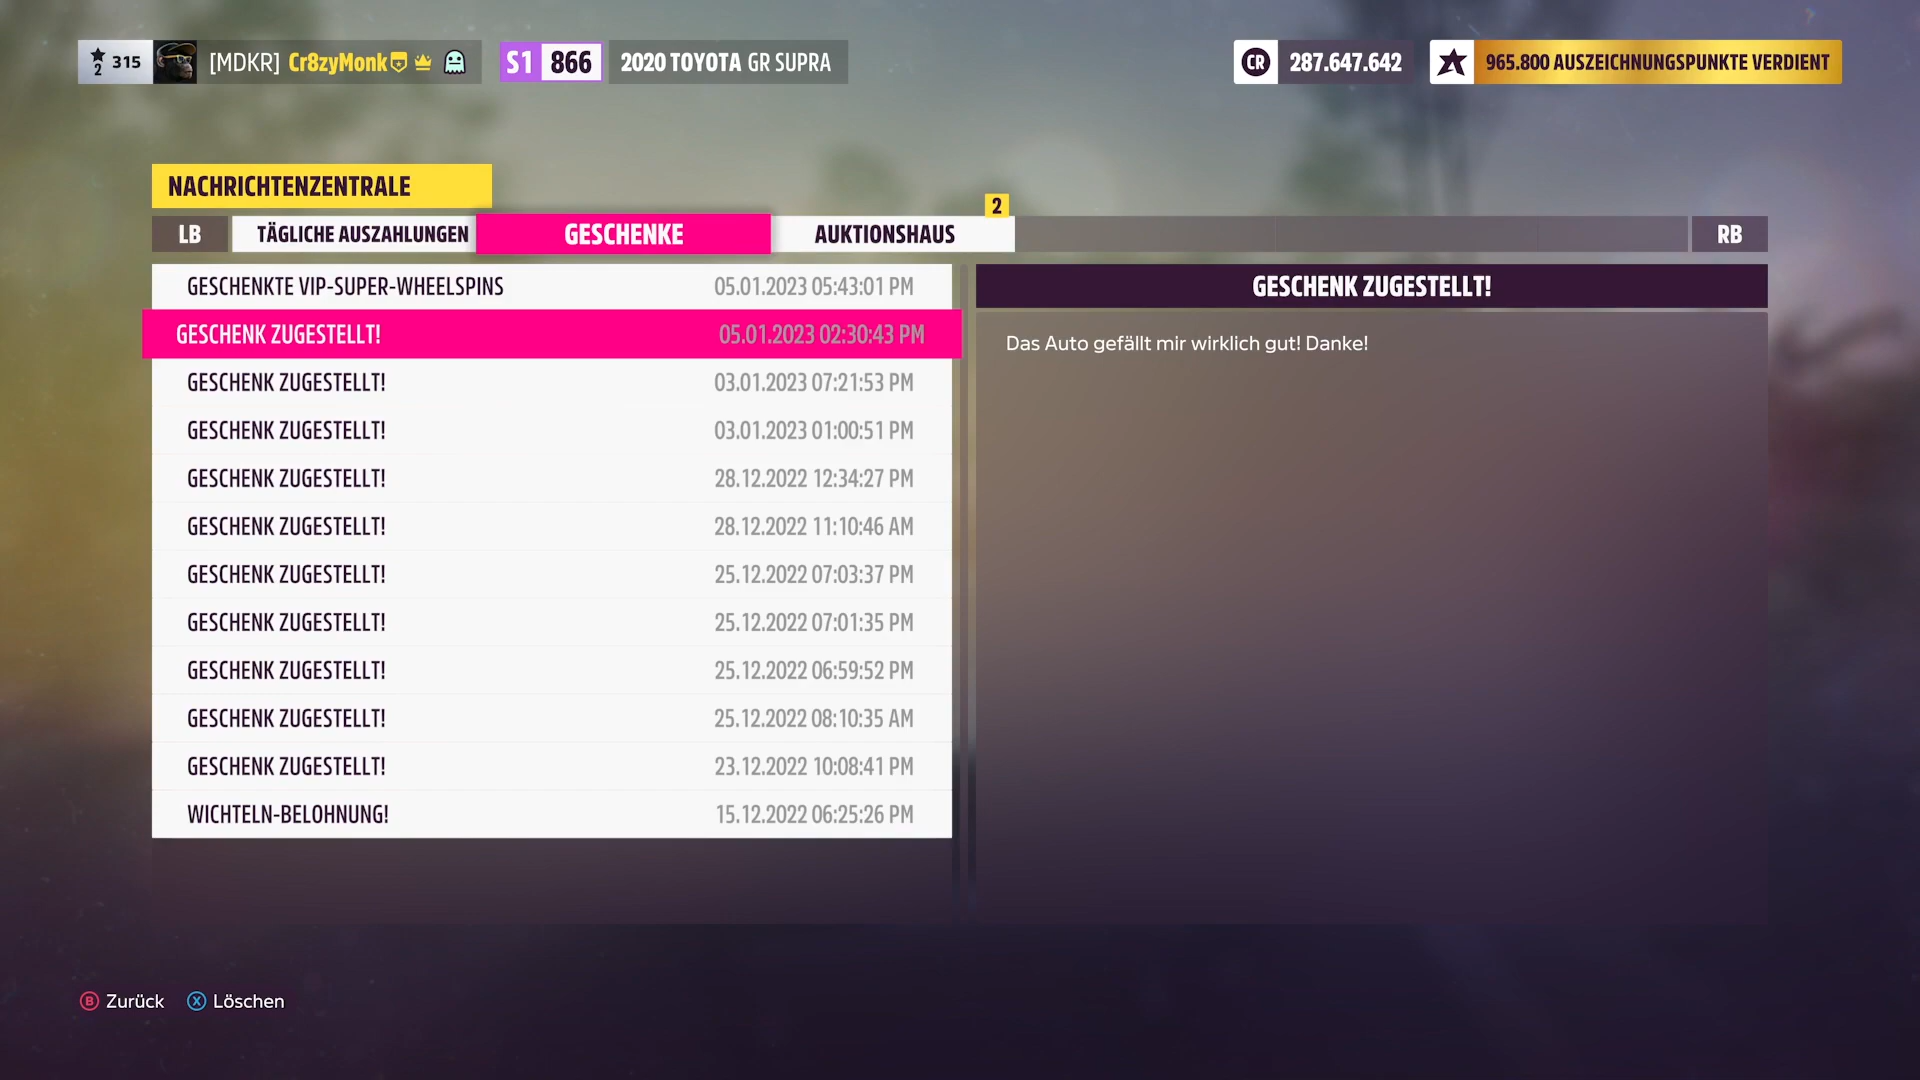 2 315 [MDKR] Cr8zyMonk S1 866 2020 TOYOTA GR SUPRA CR 287.647.642 965.800 AUSZEICHNUNGSPUNKTE VERDIENT
NACHRICHTENZENTRALE
LB TÄGLICHE AUSZAHLUNGEN GESCHENKE AUKTIONSHAUS 2 RB
GESCHENKTE VIP-SUPER-WHEELSPINS 05.01.2023 05:43:01 PM
GESCHENK ZUGESTELLT! 05.01.2023 02:30:43 PM
GESCHENK ZUGESTELLT! 03.01.2023 07:21:53 PM
GESCHENK ZUGESTELLT! 03.01.2023 01:00:51 PM
GESCHENK ZUGESTELLT! 28.12.2022 12:34:27 PM
GESCHENK ZUGESTELLT! 28.12.2022 11:10:46 AM
GESCHENK ZUGESTELLT! 25.12.2022 07:03:37 PM
GESCHENK ZUGESTELLT! 25.12.2022 07:01:35 PM
GESCHENK ZUGESTELLT! 25.12.2022 06:59:52 PM
GESCHENK ZUGESTELLT! 25.12.2022 08:10:35 AM
GESCHENK ZUGESTELLT! 23.12.2022 10:08:41 PM
WICHTELN-BELOHNUNG! 15.12.2022 06:25:26 PM
GESCHENK ZUGESTELLT!
Das Auto gefällt mir wirklich gut! Danke!
B Zurück X Löschen